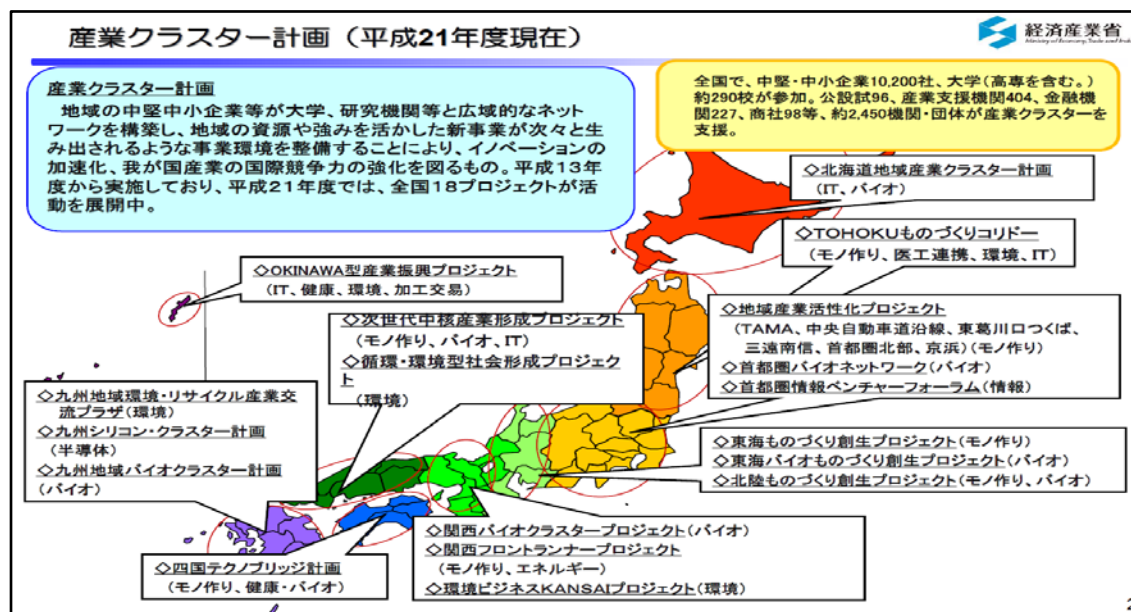 産業クラスター計画（平成21年度現在）
経済産業省
産業クラスター計画
地域の中堅中小企業等が大学、研究機関等と広域的なネット
ワークを構築し、地域の資源や強みを活かした新事業が次々と生
み出されるような事業環境を整備することにより、イノベーションの
加速化、我が国産業の国際競争力の強化を図るもの。平成13年
度から実施しており、平成21年度では、全国18プロジェクトが活
動を展開中。
全国で、中堅・中小企業10,200社、大学（高専を含む。）
約290校が参加。公設試96、産業支援機関404、金融機
関227、商社98等、約2,450機関・団体が産業クラスターを
支援。
◇北海道地域産業クラスター計画
（IT、バイオ）
◇TOHOKUものづくりコリドー
（モノ作り、医工連携、環境、IT）
◇OKINAWA型産業振興プロジェクト
（IT、健康、環境、加工交易）
◇地域産業活性化プロジェクト
（TAMA、中央自動車道沿線、東葛川口つくば、
三遠南信、首都圏北部、京浜）（モノ作り）
◇首都圏バイオネットワーク（バイオ）
◇首都圏情報ベンチャーフォーラム（情報）
◇次世代中核産業形成プロジェクト
（モノ作り、バイオ、IT）
◇循環・環境型社会形成プロジェク
ト
（環境）
◇九州地域環境・リサイクル産業交
流プラザ（環境）
◇九州シリコン・クラスター計画
（半導体）
◇九州地域バイオクラスター計画
（バイオ）
◇東海ものづくり創生プロジェクト（モノ作り）
◇東海バイオものづくり創生プロジェクト（バイオ）
◇北陸ものづくり創生プロジェクト（モノ作り、バイオ）
◇関西バイオクラスタープロジェクト（バイオ）
◇関西フロントランナープロジェクト
（モノ作り、エネルギー）
◇環境ビジネスKANSAIプロジェクト（環境）
◇四国テクノブリッジ計画
（モノ作り、健康・バイオ）
2